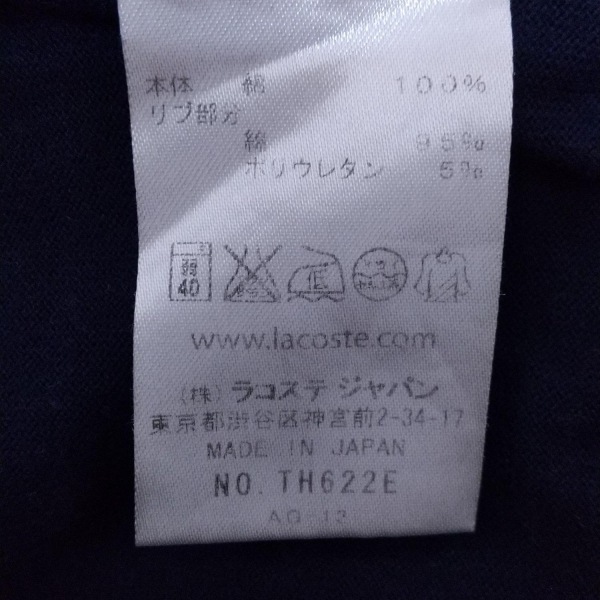 本体 綿 100%
リブ部分
綿 95%
ポリウレタン 5%
40
www.lacoste.com
(株) ラコステ ジャパン
東京都渋谷区神宮前2-34-17
MADE IN JAPAN
NO. TH622E
AO-12